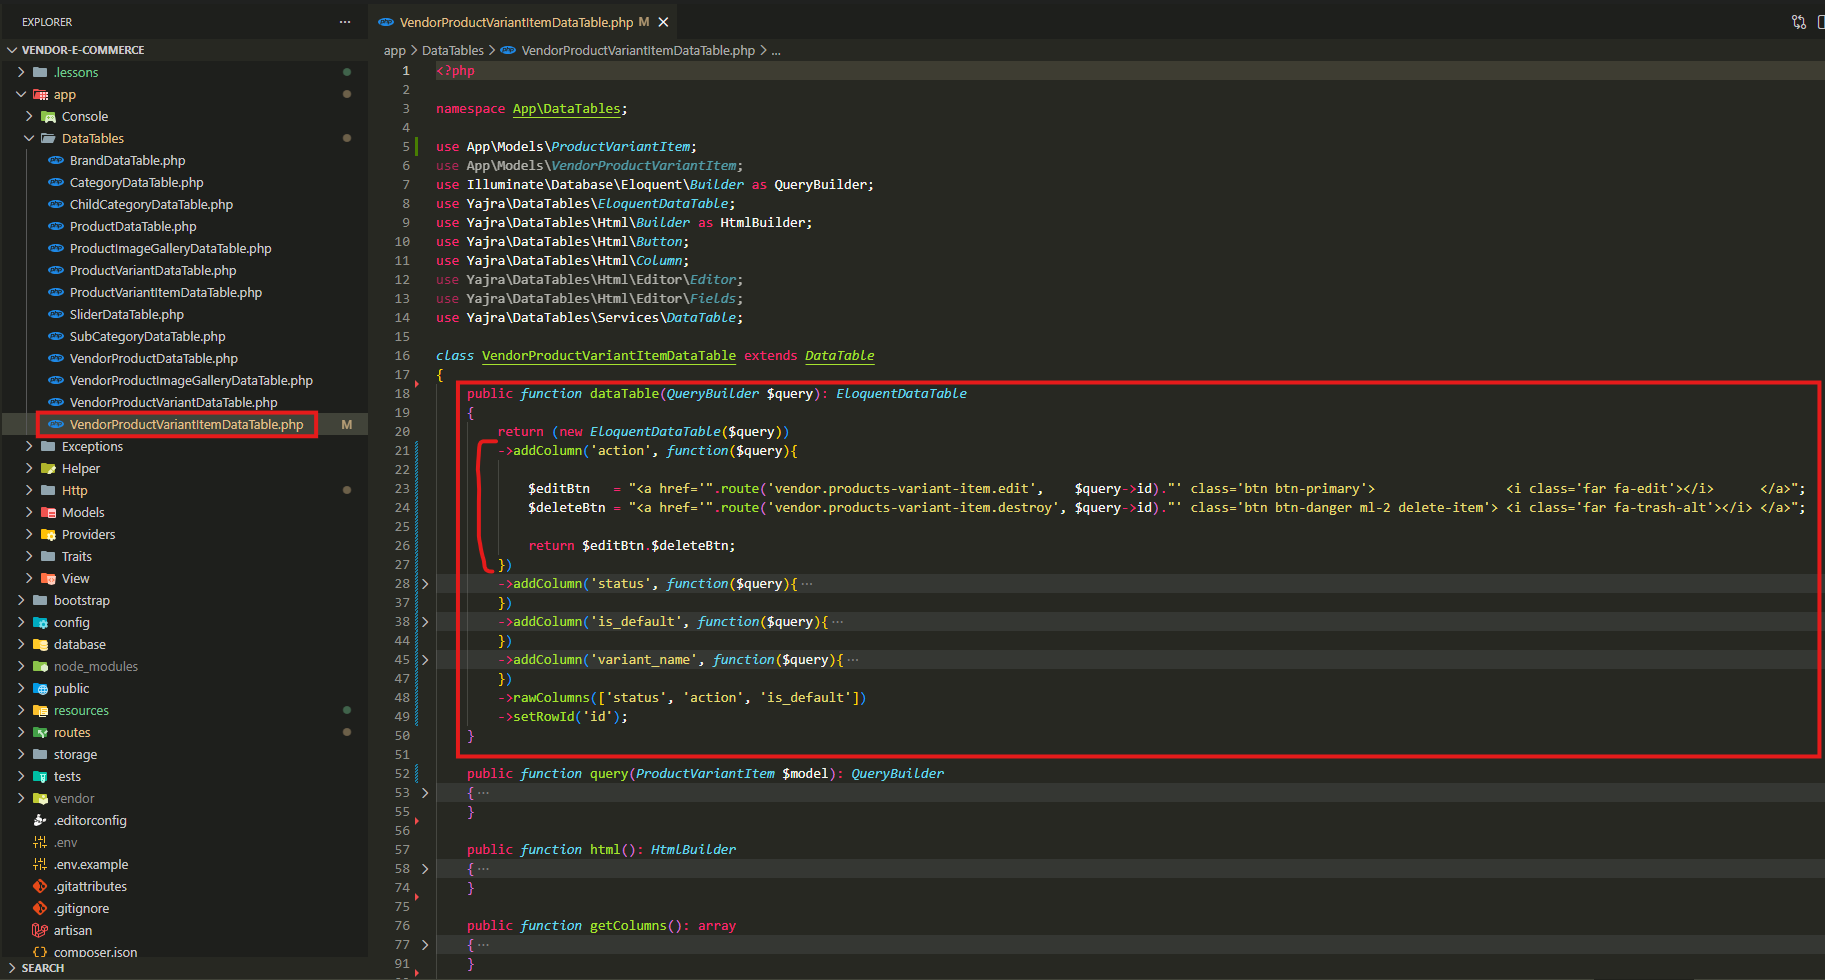 EXPLORER
···
VENDOR-E-COMMERCE
.lessons
app
Console
DataTables
BrandDataTable.php
CategoryDataTable.php
ChildCategoryDataTable.php
ProductDataTable.php
ProductImageGalleryDataTable.php
ProductVariantDataTable.php
ProductVariantItemDataTable.php
SliderDataTable.php
SubCategoryDataTable.php
VendorProductDataTable.php
VendorProductImageGalleryDataTable.php
VendorProductVariantDataTable.php
VendorProductVariantItemDataTable.php M
Exceptions
Helper
Http
Models
Providers
Traits
View
bootstrap
config
database
node_modules
public
resources
routes
storage
tests
vendor
.editorconfig
.env
.env.example
.gitattributes
.gitignore
artisan
composer.json
SEARCH
VendorProductVariantItemDataTable.php M
app > DataTables > VendorProductVariantItemDataTable.php > ...
1 <?php
2
3 namespace App\DataTables;
4
5 use App\Models\ProductVariantItem;
6 use App\Models\VendorProductVariantItem;
7 use Illuminate\Database\Eloquent\Builder as QueryBuilder;
8 use Yajra\DataTables\EloquentDataTable;
9 use Yajra\DataTables\Html\Builder as HtmlBuilder;
10 use Yajra\DataTables\Html\Button;
11 use Yajra\DataTables\Html\Column;
12 use Yajra\DataTables\Html\Editor\Editor;
13 use Yajra\DataTables\Html\Editor\Fields;
14 use Yajra\DataTables\Services\DataTable;
15
16 class VendorProductVariantItemDataTable extends DataTable
17 {
18 public function dataTable(QueryBuilder $query): EloquentDataTable
19 {
20 return (new EloquentDataTable($query))
21 ->addColumn('action', function($query){
22
23 $editBtn = "<a href='".route('vendor.products-variant-item.edit', $query->id)."' class='btn btn-primary'> <i class='far fa-edit'></i> </a>";
24 $deleteBtn = "<a href='".route('vendor.products-variant-item.destroy', $query->id)."' class='btn btn-danger ml-2 delete-item'> <i class='far fa-trash-alt'></i> </a>";
25
26 return $editBtn.$deleteBtn;
27 })
28 ->addColumn('status', function($query){ ···
37 })
38 ->addColumn('is_default', function($query){ ···
44 })
45 ->addColumn('variant_name', function($query){ ···
47 })
48 ->rawColumns(['status', 'action', 'is_default'])
49 ->setRowId('id');
50 }
51
52 public function query(ProductVariantItem $model): QueryBuilder
53 { ···
55 }
56
57 public function html(): HtmlBuilder
58 { ···
74 }
75
76 public function getColumns(): array
77 { ···
91 }